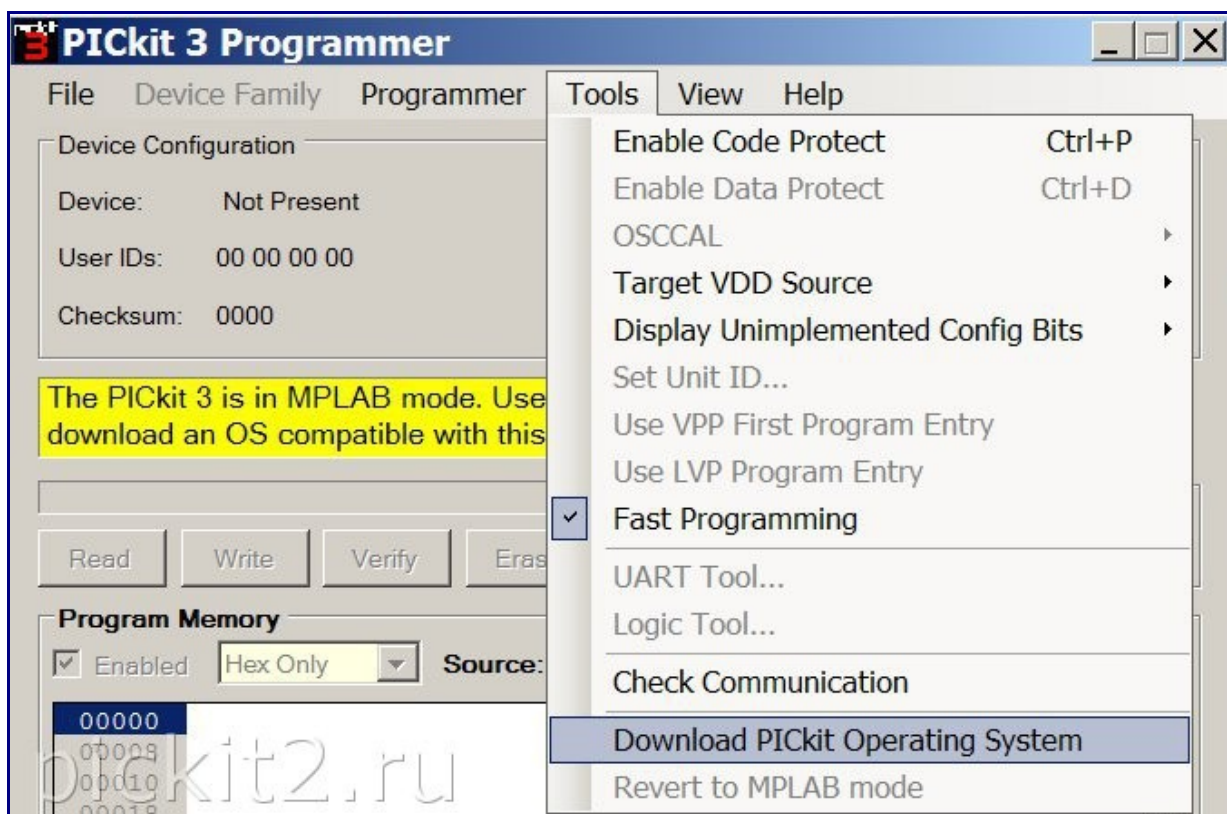 PICkit 3 Programmer
File Device Family Programmer Tools View Help
Device Configuration
Device: Not Present
User IDs: 00 00 00 00
Checksum: 0000
The PICkit 3 is in MPLAB mode. Use
download an OS compatible with this
Read Write Verify Eras
Program Memory
Enabled Hex Only Source:
00000
00008
00010
00018
Enable Code Protect Ctrl+P
Enable Data Protect Ctrl+D
OSCCAL
Target VDD Source
Display Unimplemented Config Bits
Set Unit ID...
Use VPP First Program Entry
Use LVP Program Entry
Fast Programming
UART Tool...
Logic Tool...
Check Communication
Download PICkit Operating System
Revert to MPLAB mode
pickit2.ru